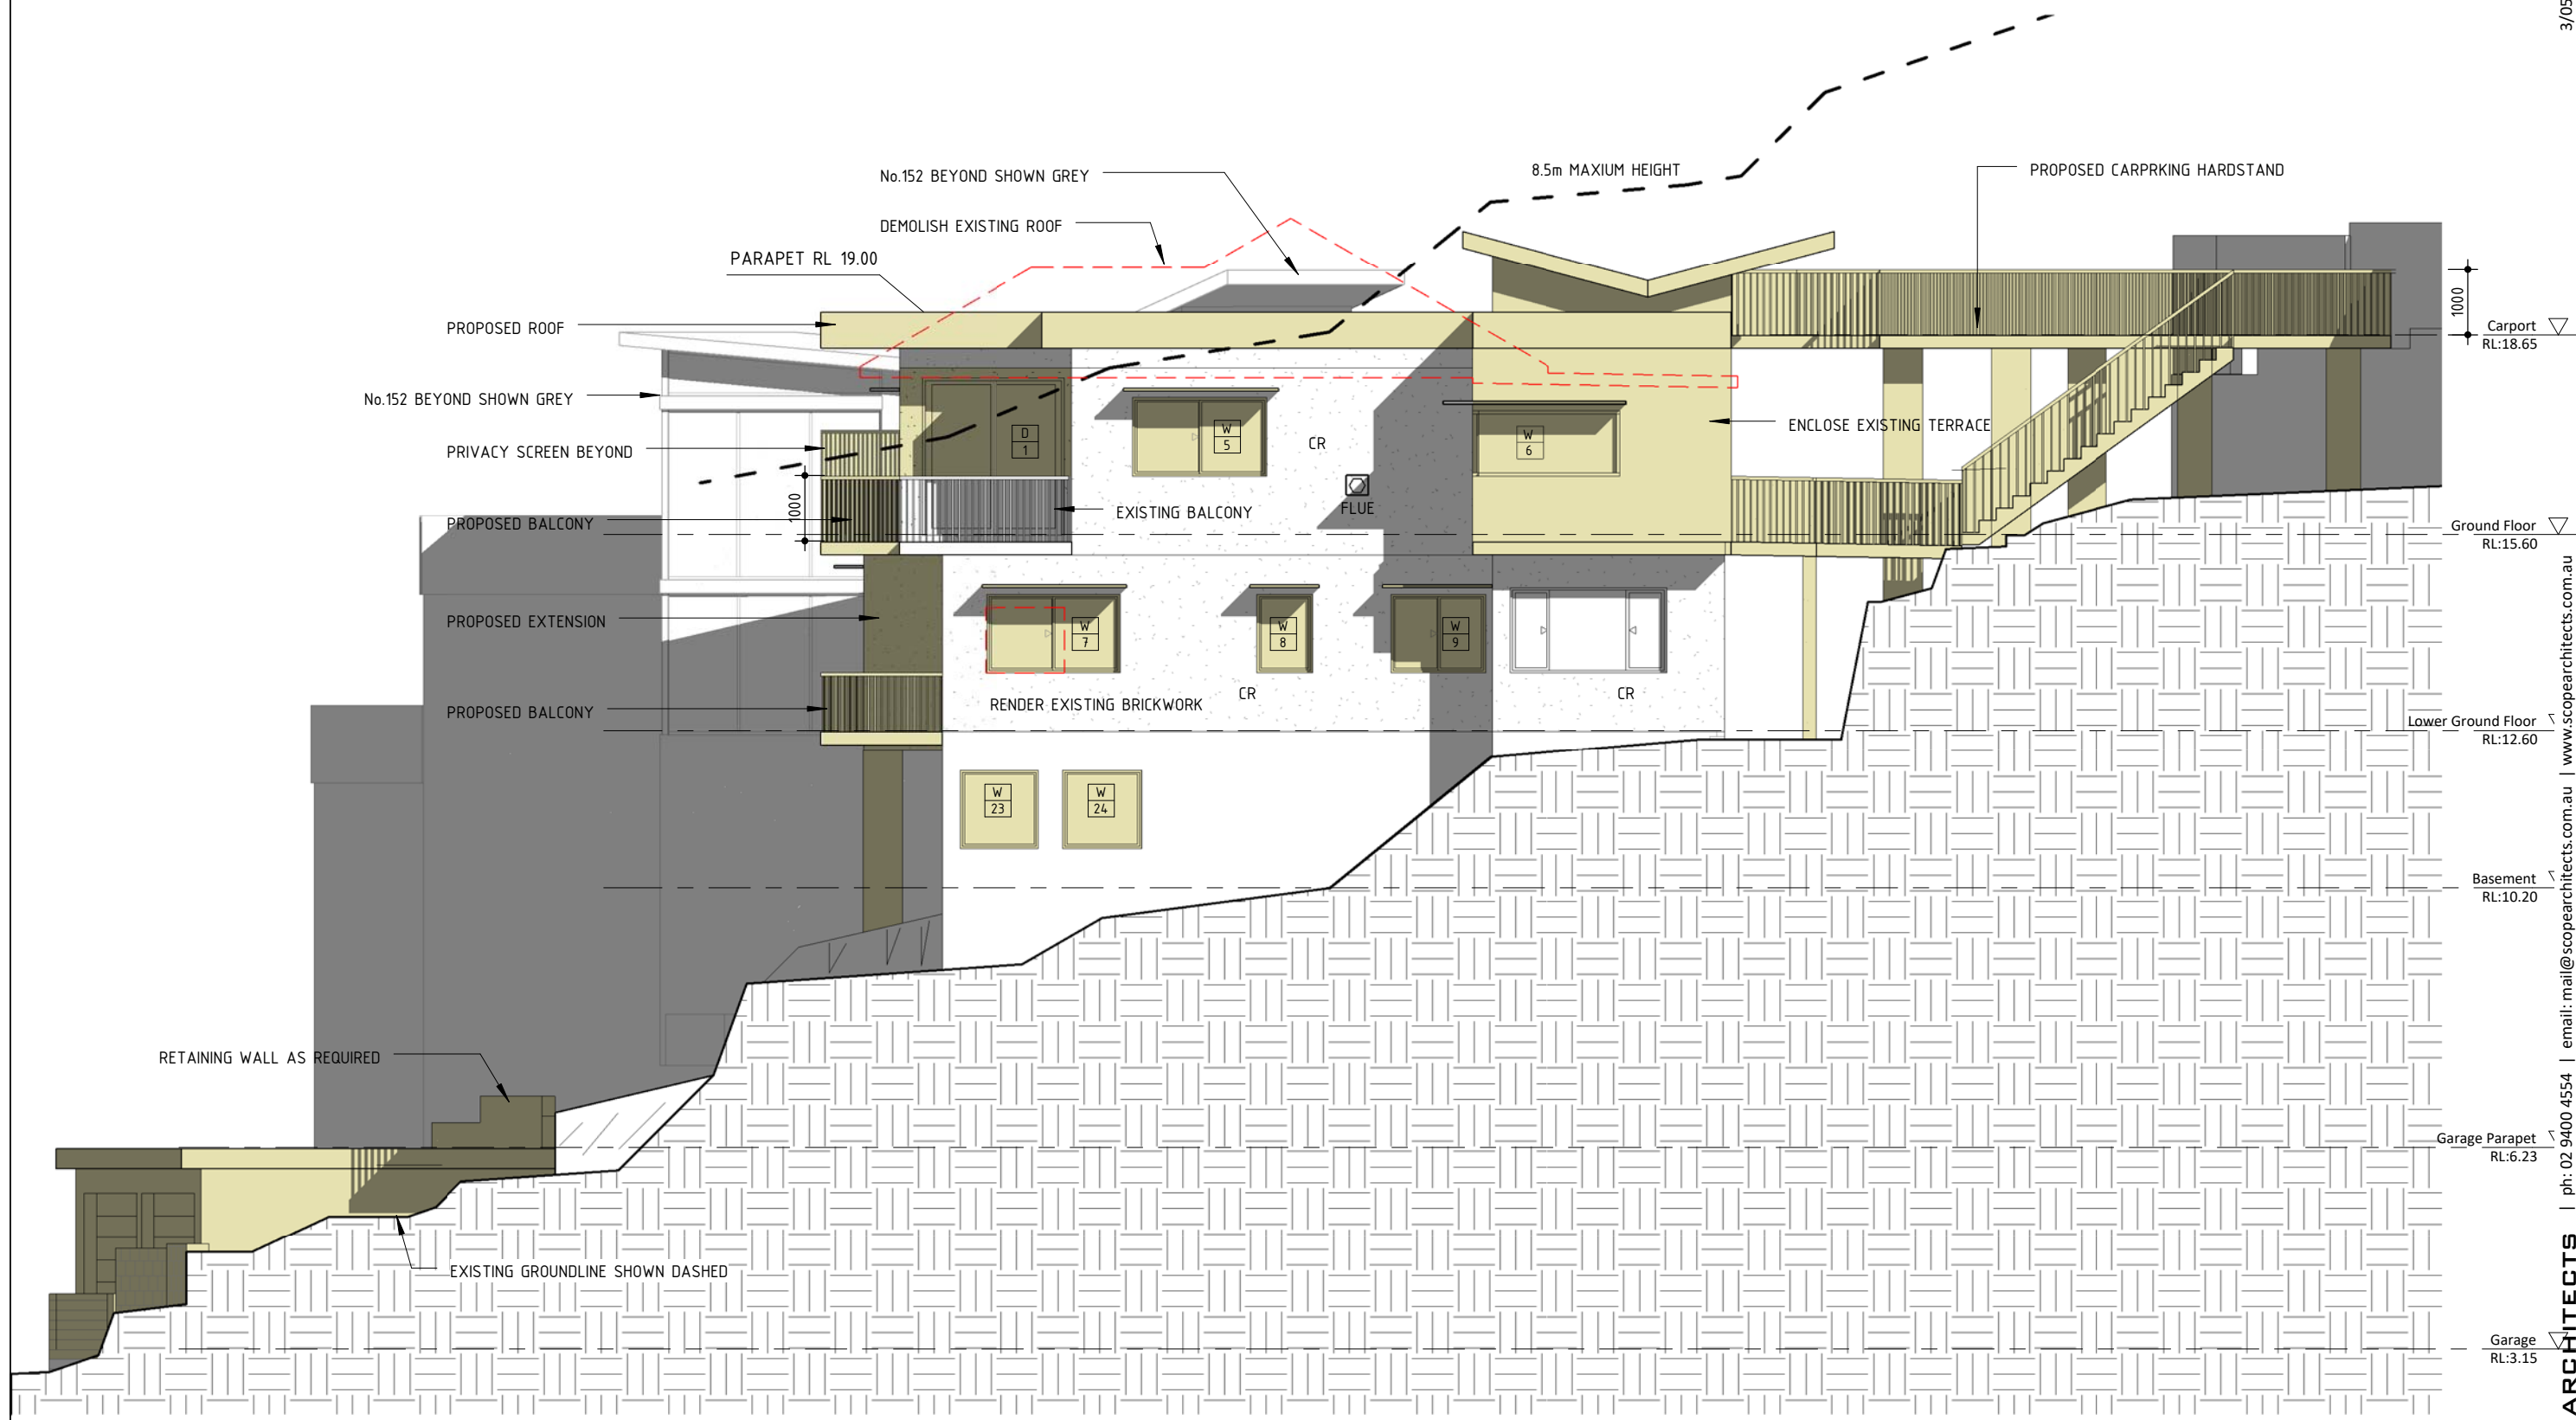 3/05
No.152 BEYOND SHOWN GREY
8.5m MAXIUM HEIGHT
PROPOSED CARPRKING HARDSTAND
DEMOLISH EXISTING ROOF
PARAPET RL 19.00
PROPOSED ROOF
1000
Carport
RL:18.65
No.152 BEYOND SHOWN GREY
PRIVACY SCREEN BEYOND
D
1
W
5
CR
W
6
ENCLOSE EXISTING TERRACE
1000
PROPOSED BALCONY
EXISTING BALCONY
FLUE
Ground Floor
RL:15.60
PROPOSED EXTENSION
W
7
W
8
W
9
PROPOSED BALCONY
RENDER EXISTING BRICKWORK
CR
CR
Lower Ground Floor
RL:12.60
W
23
W
24
Basement
RL:10.20
RETAINING WALL AS REQUIRED
Garage Parapet
RL:6.23
EXISTING GROUNDLINE SHOWN DASHED
Garage
RL:3.15
ARCHITECTS | ph: 02 9400 4554 | email: mail@scopearchitects.com.au | www.scopearchitects.com.au